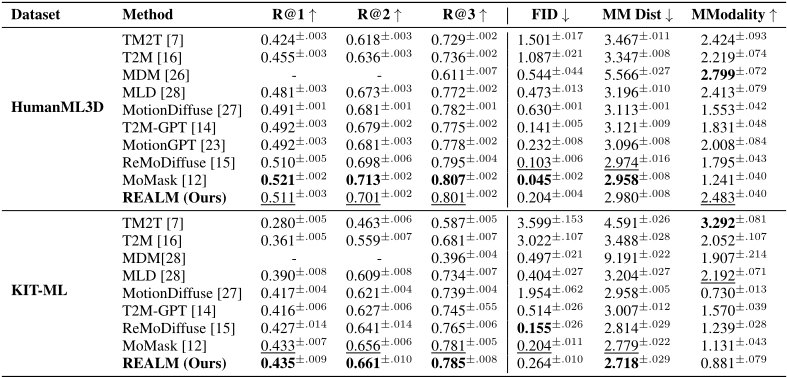 Dataset Method R@1 ↑ R@2 ↑ R@3 ↑ FID ↓ MM Dist ↓ MModality ↑
TM2T [7] 0.424±.003 0.618±.003 0.729±.002 1.501±.017 3.467±.011 2.424±.093
T2M [16] 0.455±.003 0.636±.003 0.736±.002 1.087±.021 3.347±.008 2.219±.074
MDM [26] - - 0.611±.007 0.544±.044 5.566±.027 2.799±.072
MLD [28] 0.481±.003 0.673±.003 0.772±.002 0.473±.013 3.196±.010 2.413±.079
HumanML3D MotionDiffuse [27] 0.491±.001 0.681±.001 0.782±.001 0.630±.001 3.113±.001 1.553±.042
T2M-GPT [14] 0.492±.003 0.679±.002 0.775±.002 0.141±.005 3.121±.009 1.831±.048
MotionGPT [23] 0.492±.003 0.681±.003 0.778±.002 0.232±.008 3.096±.008 2.008±.084
ReMoDiffuse [15] 0.510±.005 0.698±.006 0.795±.004 0.103±.006 2.974±.016 1.795±.043
MoMask [12] 0.521±.002 0.713±.002 0.807±.002 0.045±.002 2.958±.008 1.241±.040
REALM (Ours) 0.511±.003 0.701±.002 0.801±.002 0.204±.004 2.980±.008 2.483±.040
TM2T [7] 0.280±.005 0.463±.006 0.587±.005 3.599±.153 4.591±.026 3.292±.081
T2M [16] 0.361±.005 0.559±.007 0.681±.007 3.022±.107 3.488±.028 2.052±.107
MDM[28] - - 0.396±.004 0.497±.021 9.191±.022 1.907±.214
MLD [28] 0.390±.008 0.609±.008 0.734±.007 0.404±.027 3.204±.027 2.192±.071
KIT-ML MotionDiffuse [27] 0.417±.004 0.621±.004 0.739±.004 1.954±.062 2.958±.005 0.730±.013
T2M-GPT [14] 0.416±.006 0.627±.006 0.745±.055 0.514±.026 3.007±.012 1.570±.039
ReMoDiffuse [15] 0.427±.014 0.641±.014 0.765±.006 0.155±.026 2.814±.029 1.239±.028
MoMask [12] 0.433±.007 0.656±.006 0.781±.005 0.204±.011 2.779±.022 1.131±.043
REALM (Ours) 0.435±.009 0.661±.010 0.785±.008 0.264±.010 2.718±.029 0.881±.079